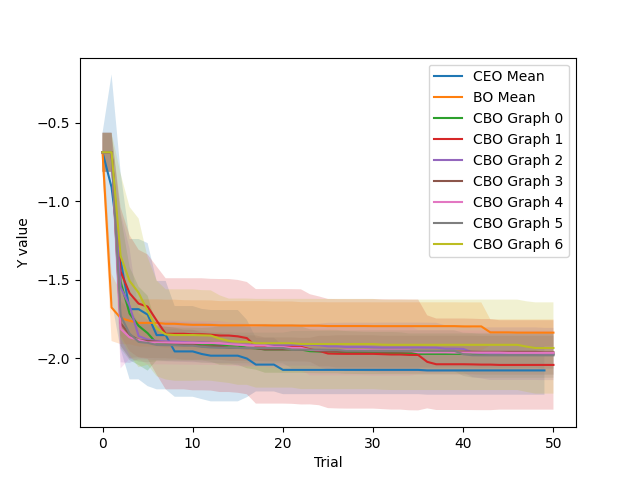 CEO Mean
BO Mean
CBO Graph 0
CBO Graph 1
CBO Graph 2
CBO Graph 3
CBO Graph 4
CBO Graph 5
CBO Graph 6
Y value
−0.5
−1.0
−1.5
−2.0
0 10 20 30 40 50
Trial